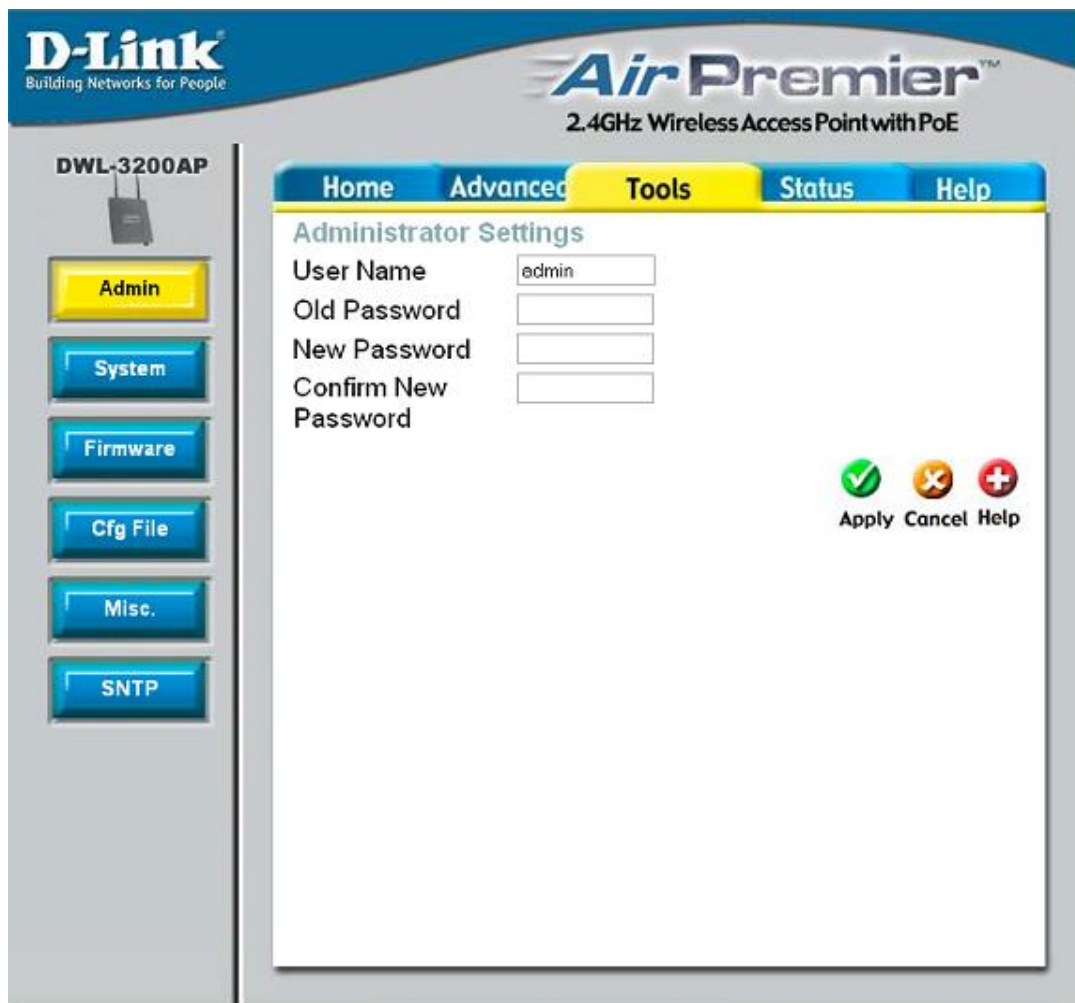 D-Link
Building Networks for People
Air Premier™
2.4GHz Wireless Access Point with PoE
DWL-3200AP
Home Advanced Tools Status Help
Admin
System
Firmware
Cfg File
Misc.
SNTP
Administrator Settings
User Name admin
Old Password
New Password
Confirm New
Password
Apply Cancel Help